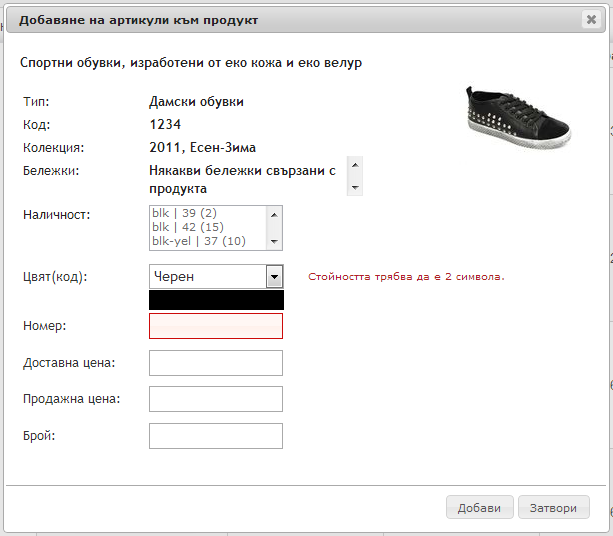 Добавяне на артикули към продукт
Спортни обувки, изработени от еко кожа и еко велур
Тип: Дамски обувки
Код: 1234
Колекция: 2011, Есен-Зима
Бележки: Някакви бележки свързани с
продукта
Наличност: blk | 39 (2)
blk | 42 (15)
blk-yel | 37 (10)
Цвят(код): Черен Стойността трябва да е 2 символа.
Номер:
Доставна цена:
Продажна цена:
Брой:
Добави Затвори